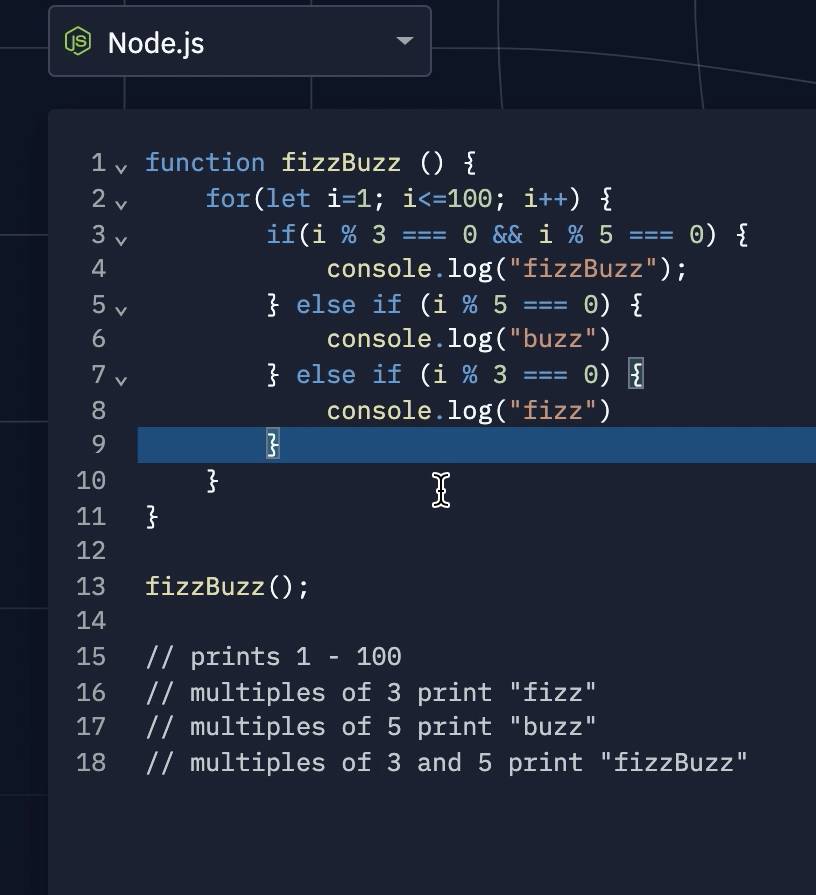 JS Node.js
1 function fizzBuzz () {
2     for(let i=1; i<=100; i++) {
3         if(i % 3 === 0 && i % 5 === 0) {
4             console.log("fizzBuzz");
5         } else if (i % 5 === 0) {
6             console.log("buzz")
7         } else if (i % 3 === 0) {
8             console.log("fizz")
9         }
10     }
11 }
12
13 fizzBuzz();
14
15 // prints 1 - 100
16 // multiples of 3 print "fizz"
17 // multiples of 5 print "buzz"
18 // multiples of 3 and 5 print "fizzBuzz"